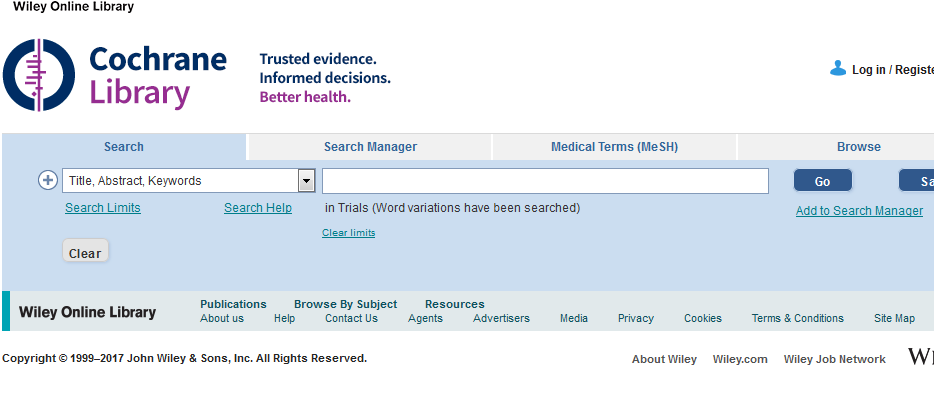 Wiley Online Library
Cochrane
Library
Trusted evidence.
Informed decisions.
Better health.
Log in / Registe
Search
Search Manager
Medical Terms (MeSH)
Browse
Title, Abstract, Keywords
Go
Sa
Search Limits
Search Help
in Trials (Word variations have been searched)
Add to Search Manager
Clear limits
Clear
Wiley Online Library
Publications Browse By Subject Resources
About us Help Contact Us Agents Advertisers Media Privacy Cookies Terms & Conditions Site Map
Copyright © 1999–2017 John Wiley & Sons, Inc. All Rights Reserved.
About Wiley Wiley.com Wiley Job Network